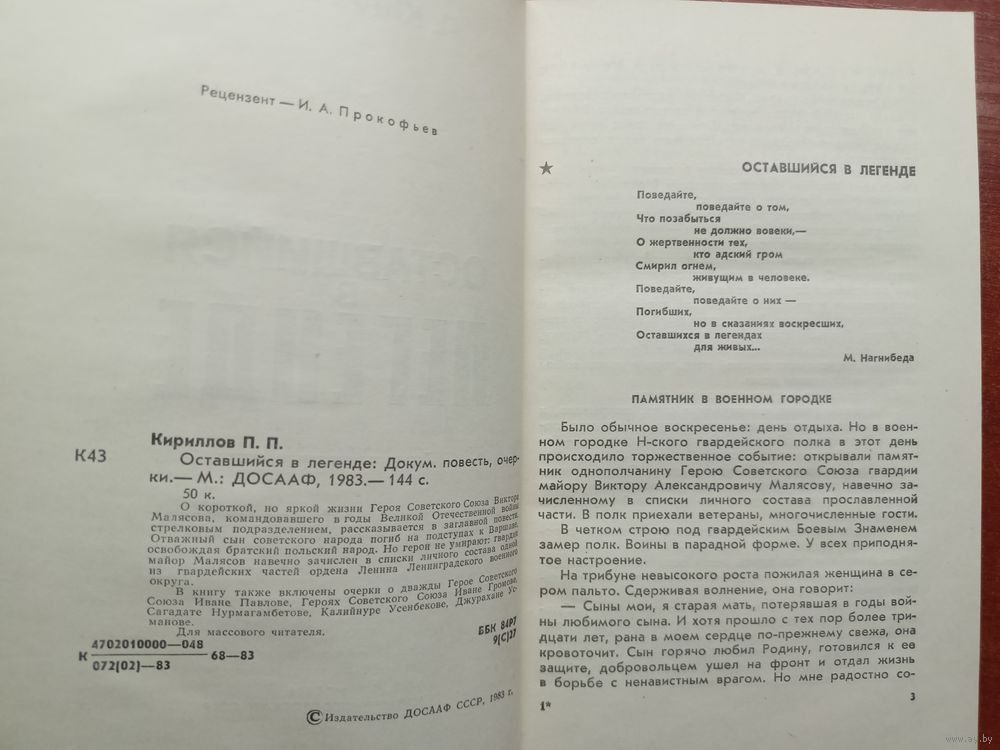 Рецензент — И. А. Прокофьев
Кириллов П. П.
К43
Оставшийся в легенде: Докум. повесть, очер-
ки.— М.: ДОСААФ, 1983.— 144 с.
50 к.
О короткой, но яркой жизни Героя Советского Союза Виктора
Малясова, командовавшего в годы Великой Отечественной войны
стрелковым подразделением, рассказывается в заглавной повести.
Отважный сын советского народа погиб на подступах к Варшаве,
освобождая братский польский народ. Но герои не умирают: гвардии
майор Малясов навечно зачислен в списки личного состава одной
из гвардейских частей ордена Ленина Ленинградского военного
округа.
В книгу также включены очерки о дважды Герое Советского
Союза Иване Павлове, Героях Советского Союза Иване Громове,
Сагадате Нурмагамбетове, Калийнуре Усенбекове, Джурахане Ус-
манове.
Для массового читателя.
К 4702010000—048
072(02)—83
68—83
ББК 84Р7
9(С)27
© Издательство ДОСААФ СССР, 1983 г.
★ ОСТАВШИЙСЯ В ЛЕГЕНДЕ
Поведайте,
поведайте о том,
Что позабыться
не должно вовеки,—
О жертвенности тех,
кто адский гром
Смирил огнем,
живущим в человеке.
Поведайте,
поведайте о них —
Погибших,
но в сказаниях воскресших,
Оставшихся в легендах
для живых...
М. Нагнибеда
ПАМЯТНИК В ВОЕННОМ ГОРОДКЕ
Было обычное воскресенье: день отдыха. Но в воен-
ном городке Н-ского гвардейского полка в этот день
происходило торжественное событие: открывали памят-
ник однополчанину Герою Советского Союза гвардии
майору Виктору Александровичу Малясову, навечно за-
численному в списки личного состава прославленной
части. В полк приехали ветераны, многочисленные гости.
В четком строю под гвардейским Боевым Знаменем
замер полк. Воины в парадной форме. У всех приподня-
тое настроение.
На трибуне невысокого роста пожилая женщина в се-
ром пальто. Сдерживая волнение, она говорит:
— Сыны мои, я старая мать, потерявшая в годы вой-
ны любимого сына. И хотя прошло с тех пор более три-
дцати лет, рана в моем сердце по-прежнему свежа, она
кровоточит. Сын горячо любил Родину, готовился к ее
защите, добровольцем ушел на фронт и отдал жизнь
в борьбе с ненавистным врагом. Но мне радостно со-
1*
3
www.ay.by